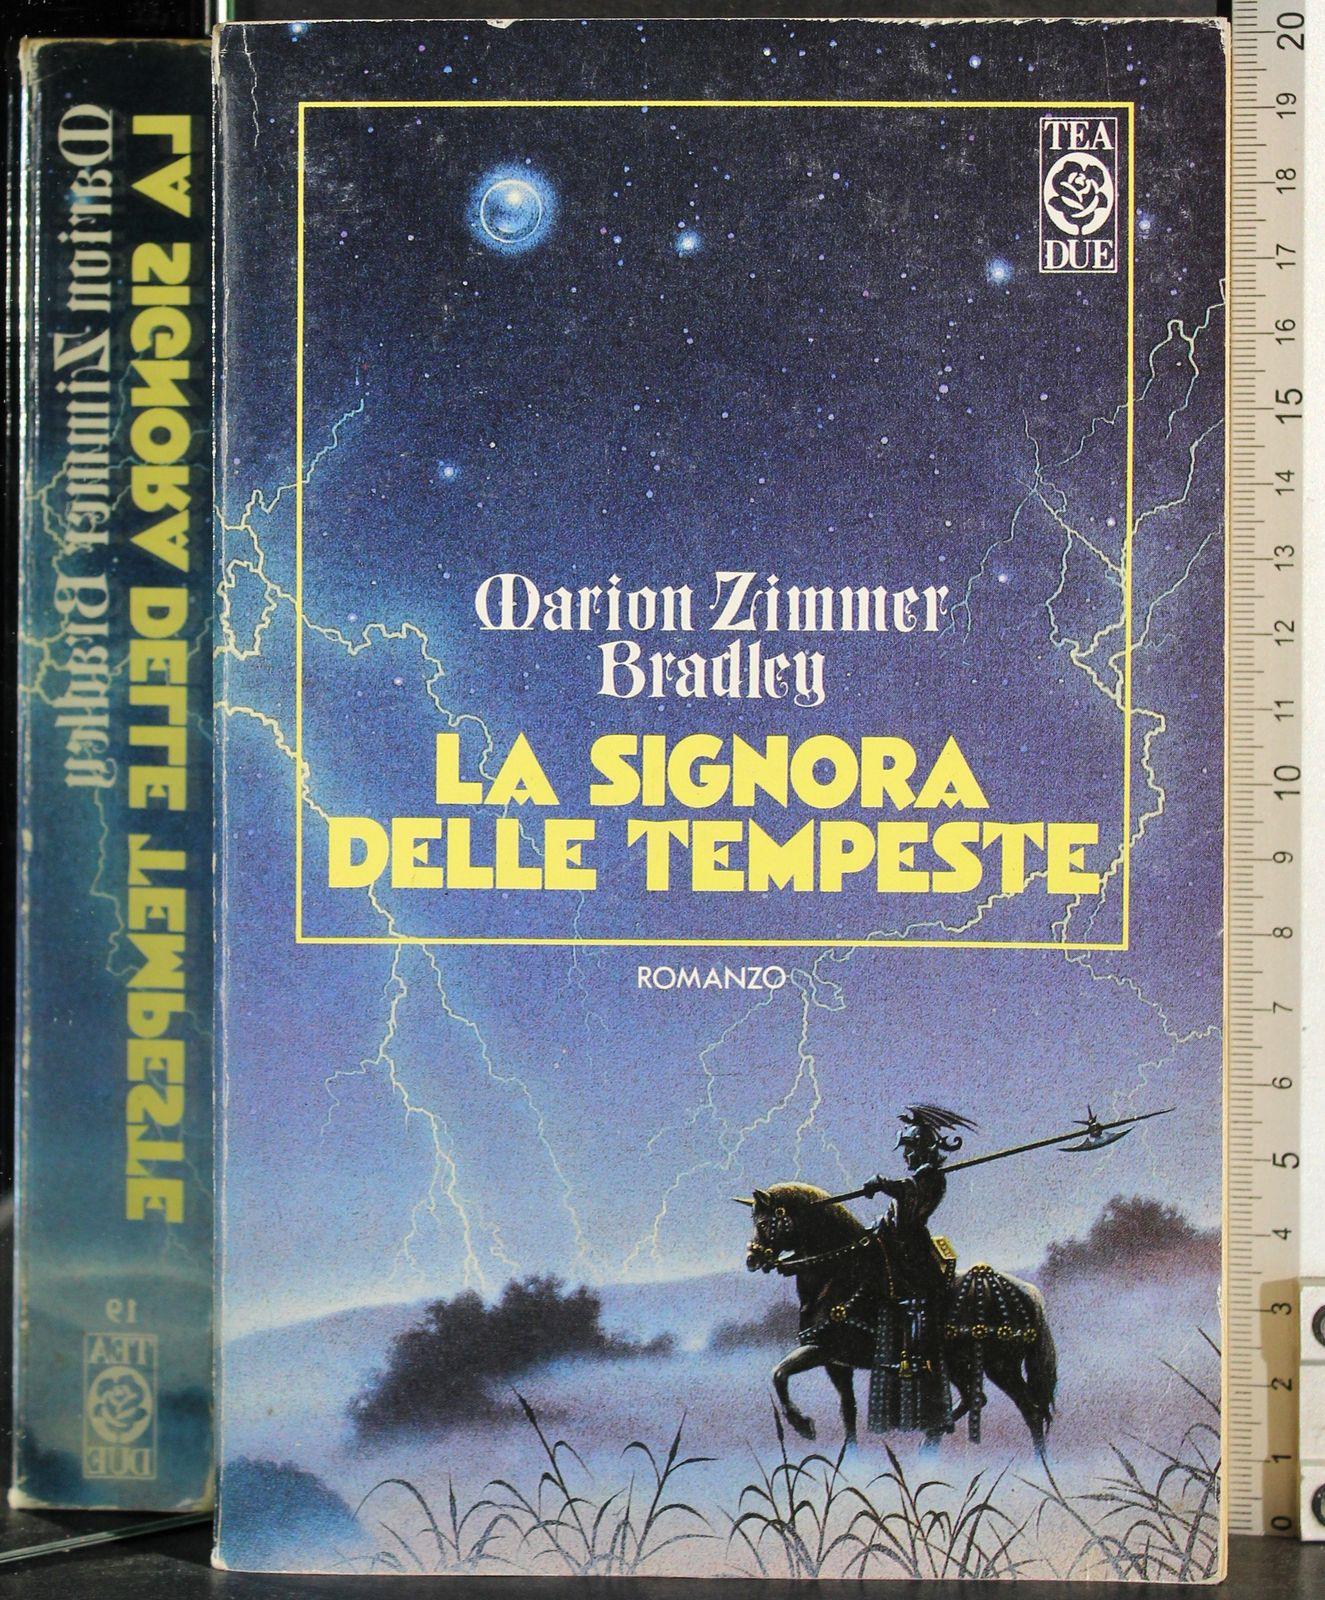 Marion Zimmer Bradley
LA SIGNORA DELLE TEMPESTE
19
TEA
DUE
TEA
DUE
Marion Zimmer
Bradley
LA SIGNORA
DELLE TEMPESTE
ROMANZO
20
19
18
17
16
15
14
13
12
11
10
9
8
7
6
5
4
3
2
1
0